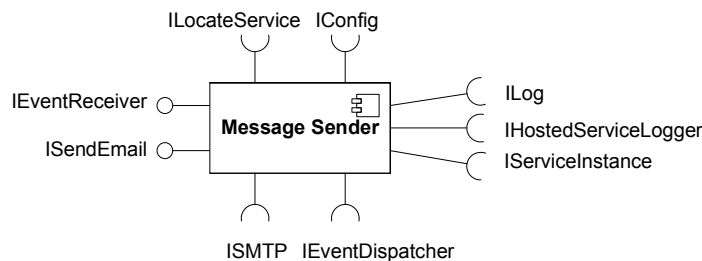 ILocateService IConfig
ILog
IEventReceiver
Message Sender
IHostedServiceLogger
ISendEmail
IServiceInstance
ISMTP IEventDispatcher